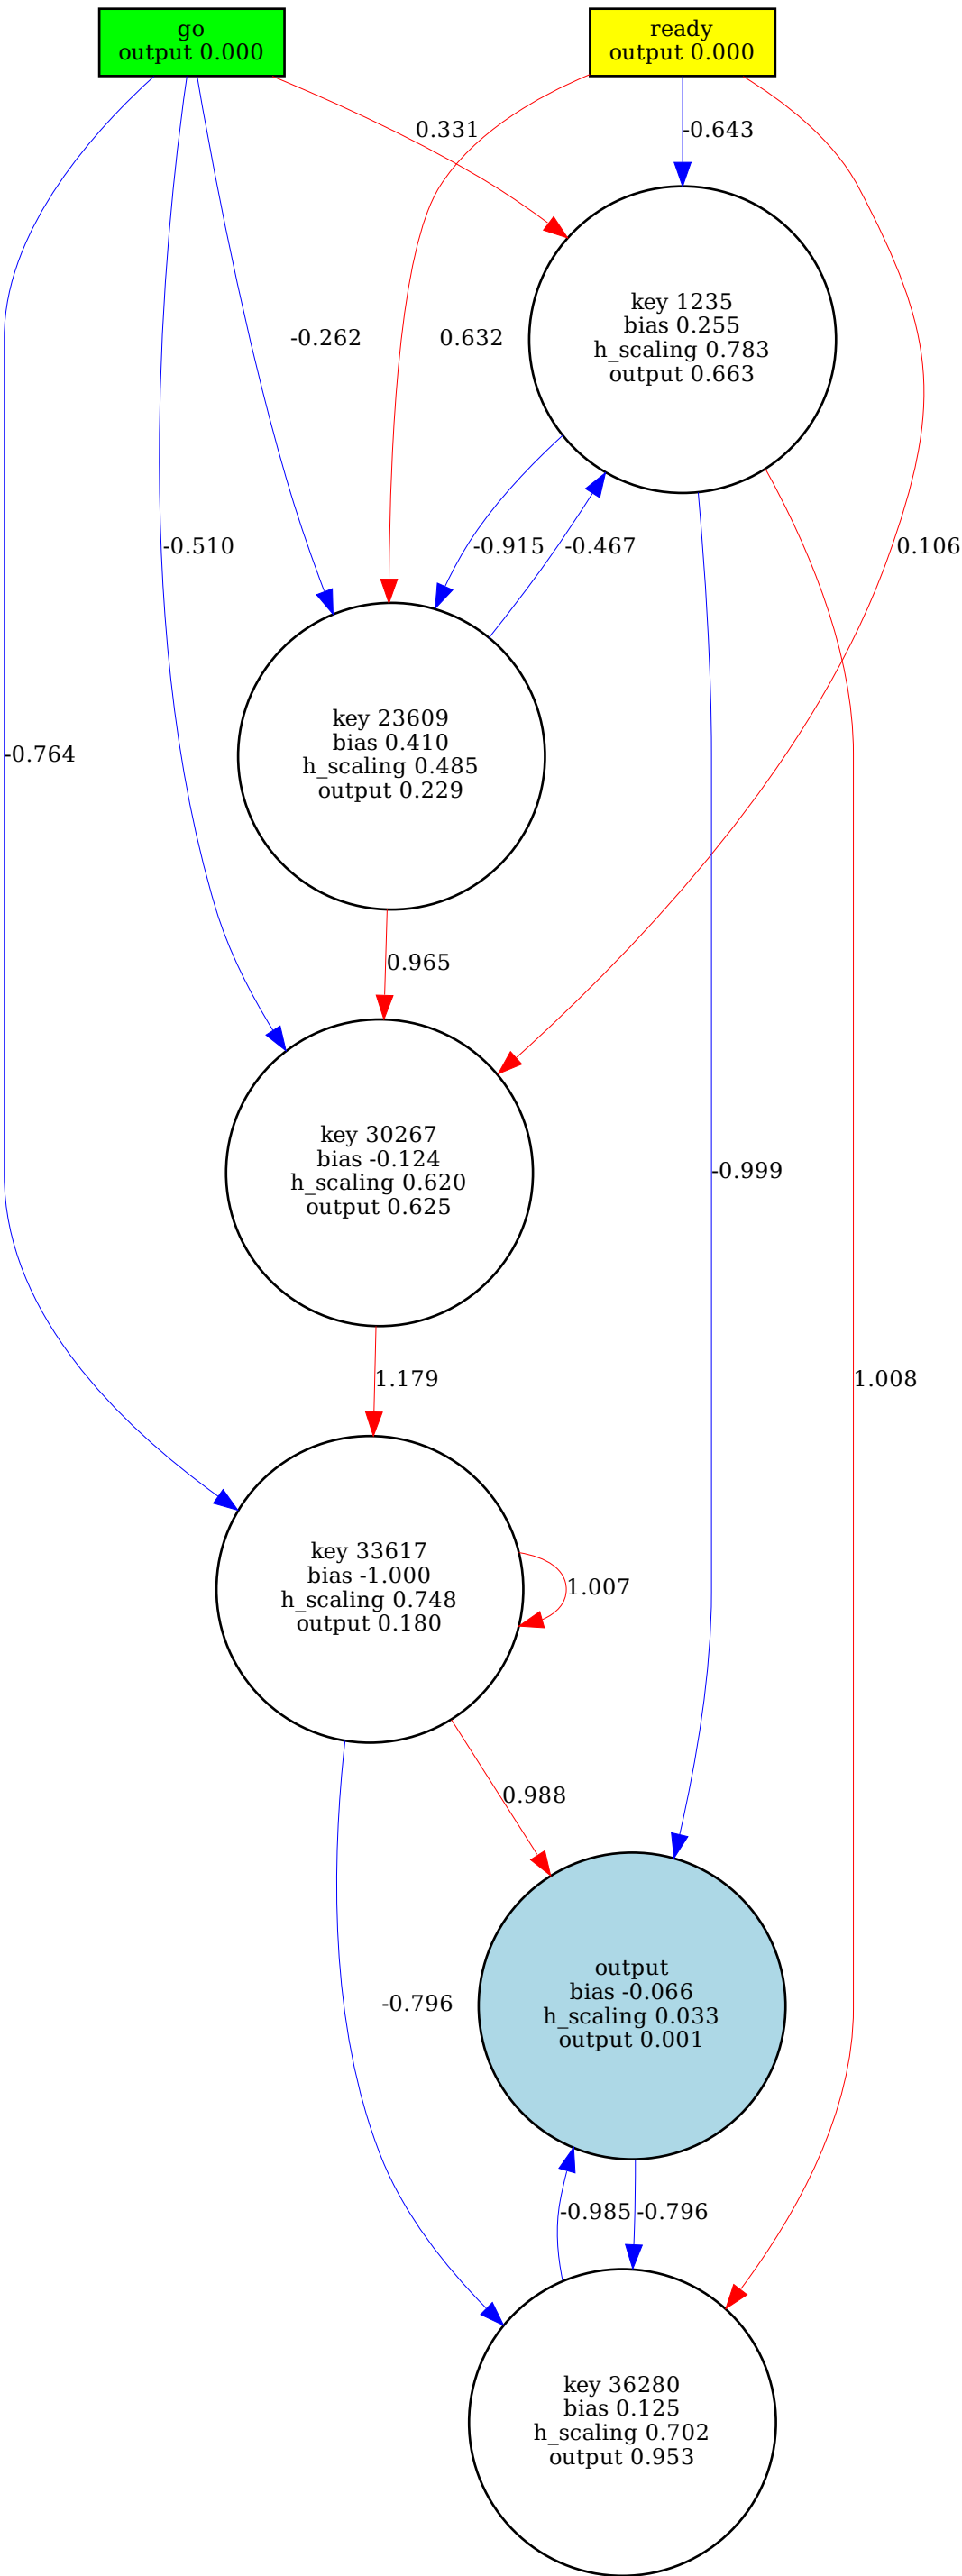 go
output 0.000
ready
output 0.000
0.331
-0.643
key 1235
bias 0.255
h_scaling 0.783
output 0.663
-0.262
0.632
-0.510
-0.915
-0.467
0.106
key 23609
bias 0.410
h_scaling 0.485
output 0.229
-0.764
0.965
key 30267
bias -0.124
h_scaling 0.620
output 0.625
-0.999
1.179
1.008
key 33617
bias -1.000
h_scaling 0.748
output 0.180
1.007
0.988
output
bias -0.066
h_scaling 0.033
output 0.001
-0.796
-0.985
-0.796
key 36280
bias 0.125
h_scaling 0.702
output 0.953